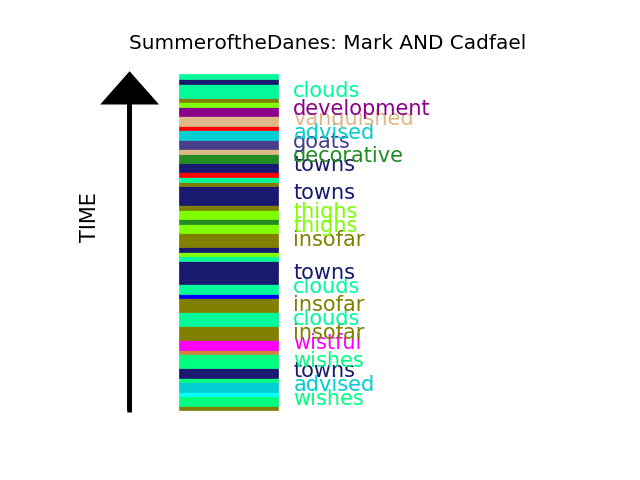 SummeroftheDanes: Mark AND Cadfael
clouds
development
vanquished
advised
goats
decorative
towns
towns
thighs
thighs
insofar
towns
clouds
insofar
clouds
insofar
wistful
wishes
towns
advised
wishes
TIME